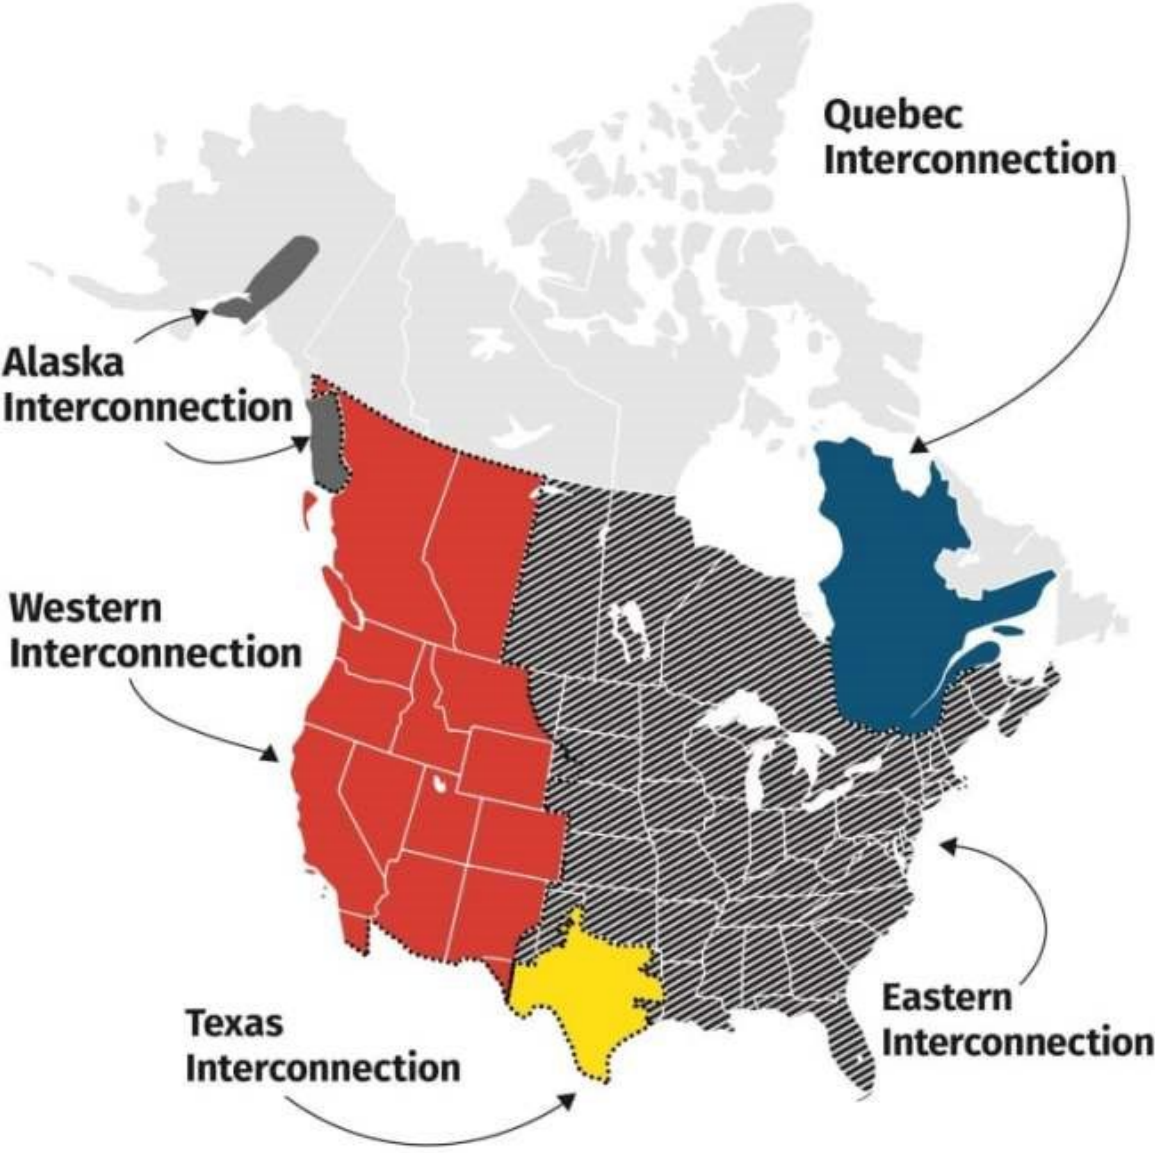 Quebec
Interconnection
Alaska
Interconnection
Western
Interconnection
Texas
Interconnection
Eastern
Interconnection